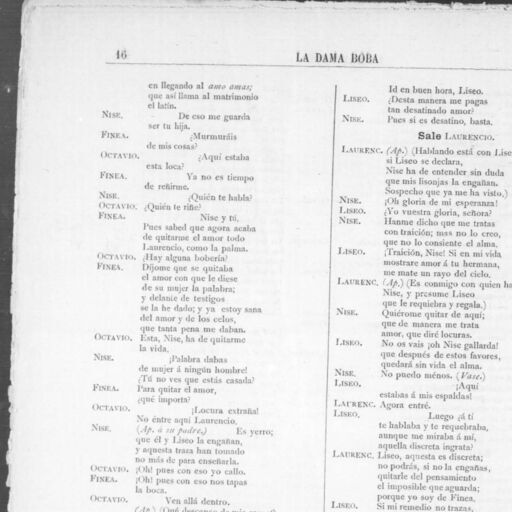 16
LA DAMA BOBA
en llegando al amo amas;
que así llama al matrimonio
el latín.
NISE. De eso me guarda
ser tu hija.
FINEA. ¿Murmuráis
de mis cosas?
OCTAVIO. ¿Aquí estaba
esta loca?
FINEA. Ya no es tiempo
de reñirme.
NISE. ¿Quién te habla?
OCTAVIO. ¿Quién te riñe?
FINEA. Nise y tú.
Pues sabed que agora acaba
de quitarme el amor todo
Laurencio, como la palma.
OCTAVIO. ¿Hay alguna bobería?
FINEA. Díjome que se quitaba
el amor con que le diese
de su mujer la palabra;
y delante de testigos
se la he dado; y ya estoy sana
del amor y de los celos,
que tanta pena me daban.
OCTAVIO. Esta, Nise, ha de quitarme
la vida.
NISE. ¡Palabra dabas
de mujer á ningún hombre!
¿Tú no ves que estás casada?
FINEA. Para quitar el amor,
¿qué importa?
OCTAVIO. ¡Locura extraña!
No éntre aquí Laurencio.
NISE. (Ap. á su padre.) Es yerro;
que él y Liseo la engañan,
y aquesta traza han tomado
no más de para enseñarla.
OCTAVIO. ¡Oh! pues con eso yo callo.
FINEA. ¡Oh! pues con eso nos tapas
la boca.
OCTAVIO. Ven allá dentro.
Id en buen hora, Liseo.
LISEO. ¿Desta manera me pagas
tan desatinado amor?
NISE. Pues si es desatino, basta.
Sale LAURENCIO.
LAURENC. (Ap.) (Hablando está con Lise
si Liseo se declara,
Nise ha de entender sin duda
que mis lisonjas la engañan.
Sospecho que ya me ha visto.)
NISE. ¡Oh gloria de mi esperanza!
LISEO. ¿Yo vuestra gloria, señora?
NISE. Hanme dicho que me tratas
con traición; mas no lo creo,
que no lo consiente el alma.
LISEO. ¡Traición, Nise! Si en mi vida
mostrare amor á tu hermana,
me mate un rayo del cielo.
LAURENC. (Ap.) (Es conmigo con quien ha
Nise, y presume Liseo
que le requiebra y regala.)
NISE. Quiérome quitar de aquí;
que de manera me trata
amor, que diré locuras.
LISEO. No os vais ¡oh Nise gallarda!
que después de estos favores,
quedará sin vida el alma.
NISE. No puedo ménos. (Vase.)
LISEO. ¡Aquí
estabas á mis espaldas!
LAURENC. Agora entré.
LISEO. Luego ¿á tí
te hablaba y te requebraba,
aunque me miraba á mí,
aquella discreta ingrata?
LAURENC. Liseo, aquesta es discreta;
no podrás, si no la engañas,
quitarle del pensamiento
el imposible que aguarda;
porque yo soy de Finea.
LISEO. Si mi remedio no trazas,